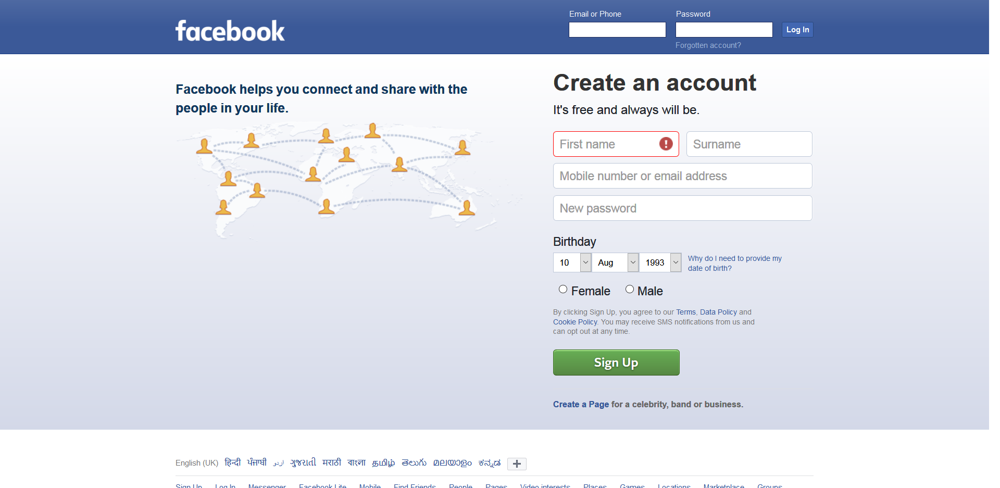 facebook
Email or Phone
Password
Log In
Forgotten account?
Facebook helps you connect and share with the
people in your life.
Create an account
It's free and always will be.
First name
Surname
Mobile number or email address
New password
Birthday
10 Aug 1993
Why do I need to provide my
date of birth?
Female Male
By clicking Sign Up, you agree to our Terms, Data Policy and
Cookie Policy. You may receive SMS notifications from us and
can opt out at any time.
Sign Up
Create a Page for a celebrity, band or business.
English (UK) हिन्दी ਪੰਜਾਬੀ اردو ગુજરાતી मराठी বাংলা தமிழ் తెలుగు മലയാളം ಕನ್ನಡ
Sign Up Log In Messenger Facebook Lite Mobile Find Friends People Pages Video interests Places Games Locations Marketplace Groups